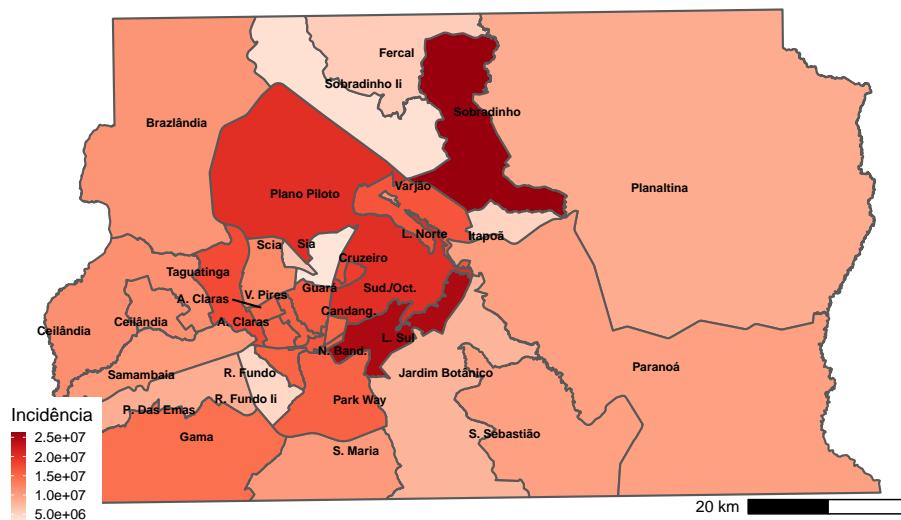 Fercal
Sobradinho Ii
Sobradinho
Brazlândia
Varjão
Planaltina
Plano Piloto
L. Norte
Itapoã
Scia
Sia
Cruzeiro
Taguatinga
A. Claras
V. Pires
Guará
Sud./Oct.
Candang.
Ceilândia
Ceilândia
A. Claras
L. Sul
N. Band.
Samambaia
R. Fundo
Jardim Botânico
Paranoá
P. Das Emas
R. Fundo Ii
Park Way
Gama
S. Maria
S. Sebastião
Incidência
2.5e+07
2.0e+07
1.5e+07
1.0e+07
5.0e+06
20 km